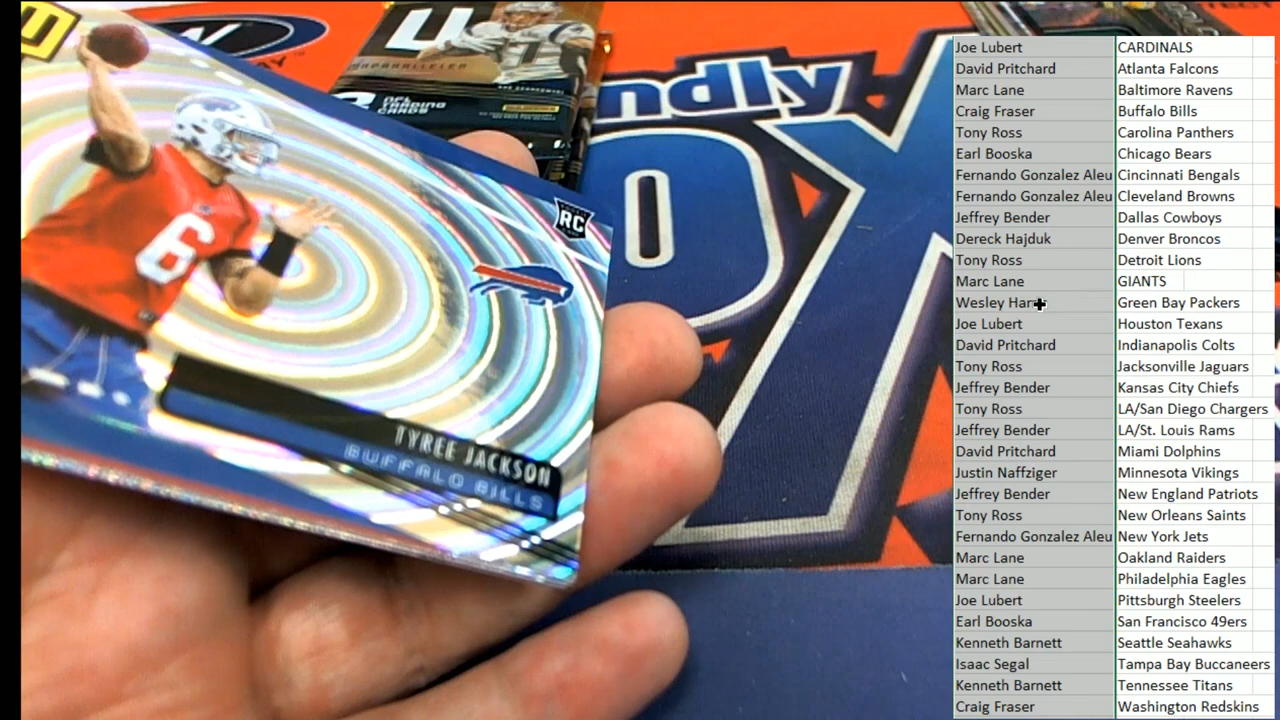 U
NFL TRADING
CARDS
ndly
RC
6
TYREE JACKSON
BUFFALO BILLS
Joe Lubert CARDINALS
David Pritchard Atlanta Falcons
Marc Lane Baltimore Ravens
Craig Fraser Buffalo Bills
Tony Ross Carolina Panthers
Earl Booska Chicago Bears
Fernando Gonzalez Aleu Cincinnati Bengals
Fernando Gonzalez Aleu Cleveland Browns
Jeffrey Bender Dallas Cowboys
Dereck Hajduk Denver Broncos
Tony Ross Detroit Lions
Marc Lane GIANTS
Wesley Green Bay Packers
Joe Lubert Houston Texans
David Pritchard Indianapolis Colts
Tony Ross Jacksonville Jaguars
Jeffrey Bender Kansas City Chiefs
Tony Ross LA/San Diego Chargers
Jeffrey Bender LA/St. Louis Rams
David Pritchard Miami Dolphins
Justin Naffziger Minnesota Vikings
Jeffrey Bender New England Patriots
Tony Ross New Orleans Saints
Fernando Gonzalez Aleu New York Jets
Marc Lane Oakland Raiders
Marc Lane Philadelphia Eagles
Joe Lubert Pittsburgh Steelers
Earl Booska San Francisco 49ers
Kenneth Barnett Seattle Seahawks
Isaac Segal Tampa Bay Buccaneers
Kenneth Barnett Tennessee Titans
Craig Fraser Washington Redskins